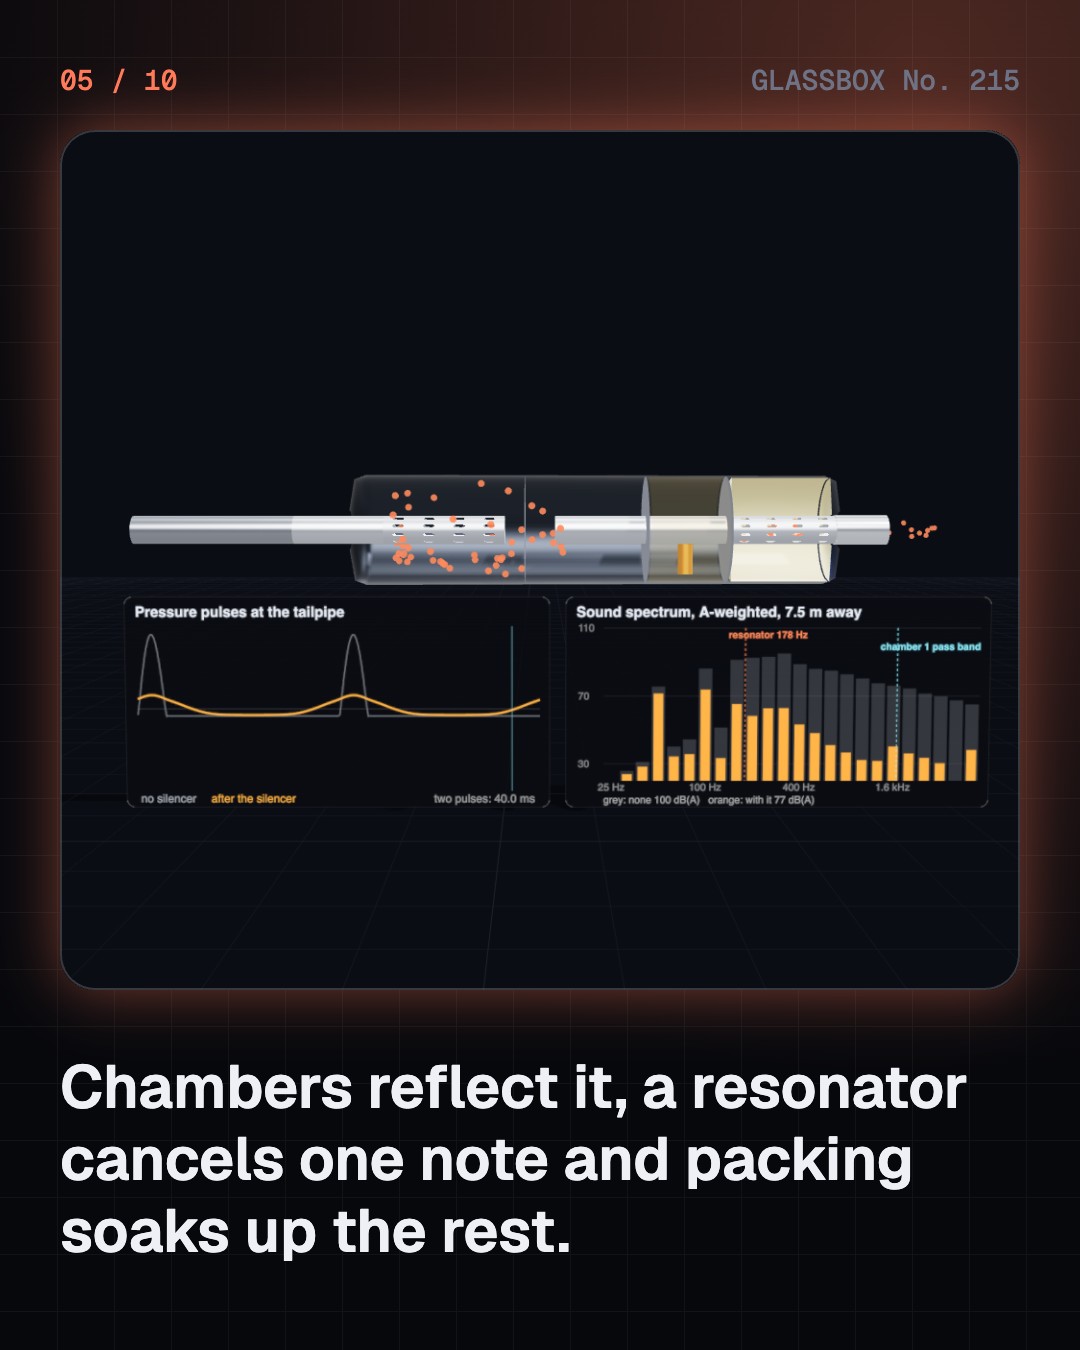 05 / 10
GLASSBOX No. 215
Pressure pulses at the tailpipe
no silencer after the silencer two pulses: 40.0 ms
Sound spectrum, A-weighted, 7.5 m away
110
resonator 178 Hz
chamber 1 pass band
70
30
25 Hz 100 Hz 400 Hz 1.6 kHz
grey: none 100 dB(A) orange: with it 77 dB(A)
Chambers reflect it, a resonator
cancels one note and packing
soaks up the rest.